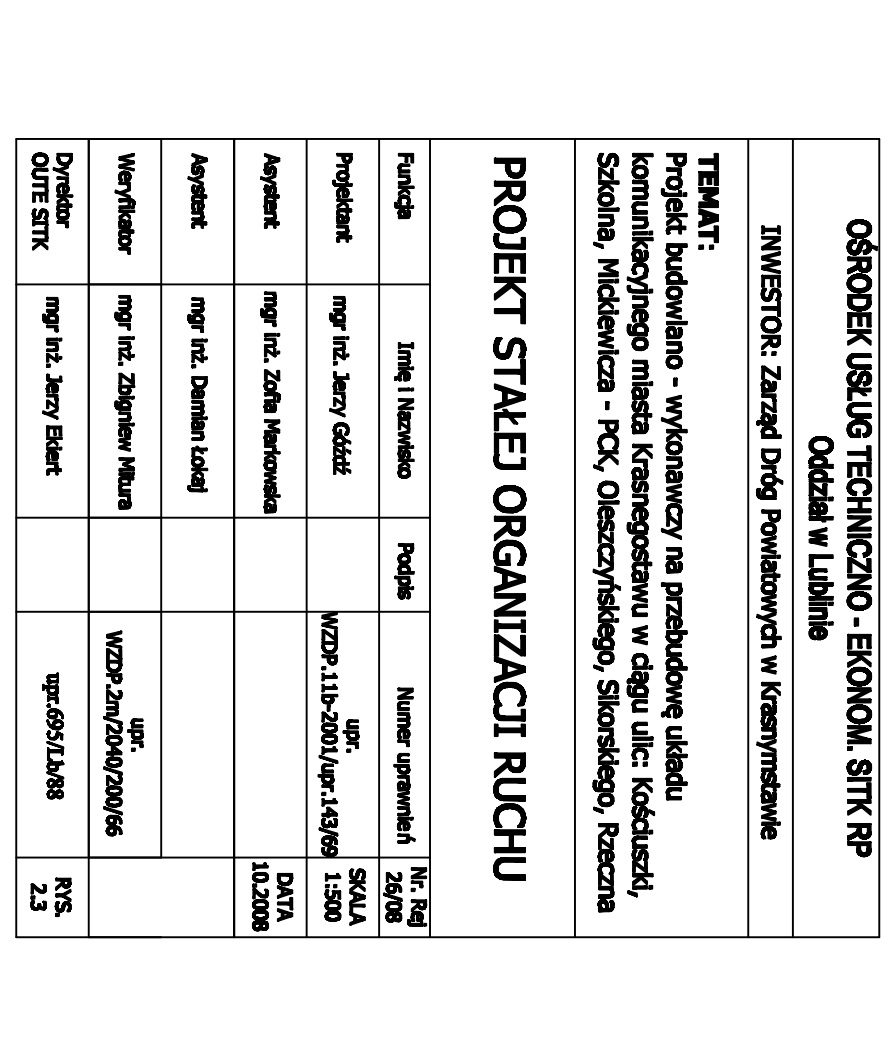 OŚRODEK USŁUG TECHNICZNO - EKONOM. SITK RP
Oddział w Lublinie
INWESTOR: Zarząd Dróg Powiatowych w Krasnymstawie
TEMAT:
Projekt budowlano - wykonawczy na przebudowę układu
komunikacyjnego miasta Krasnegostawu w ciągu ulic: Kościuszki,
Szkolna, Mickiewicza - PCK, Oleszczyńskiego, Sikorskiego, Rzeczna
PROJEKT STAŁEJ ORGANIZACJI RUCHU
Funkcja Imię i Nazwisko Podpis Numer uprawnień Nr. Rej
26/08
Projektant mgr inż. Jerzy Góźdź upr.
WZDP.11b-2001/upr.143/69
SKALA
1:500
Asystent mgr inż. Zofia Markowska
DATA
10.2008
Asystent mgr inż. Damian Łokaj
Weryfikator mgr inż. Zbigniew Mitura upr.
WZDP.2m/2040/200/66
Dyrektor
OUTE SITK
mgr inż. Jerzy Ekiert upr.695/Lb/88
RYS.
2.3